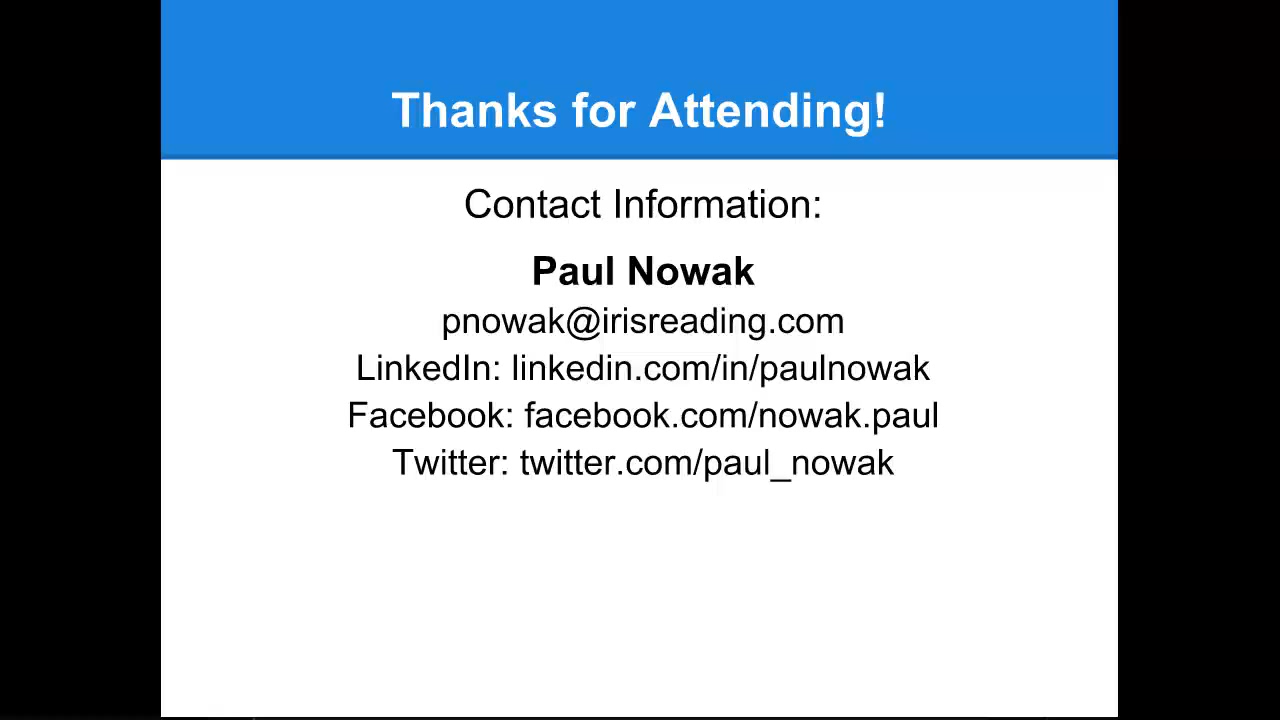 Thanks for Attending!
Contact Information:
Paul Nowak
pnowak@irisreading.com
LinkedIn: linkedin.com/in/paulnowak
Facebook: facebook.com/nowak.paul
Twitter: twitter.com/paul_nowak